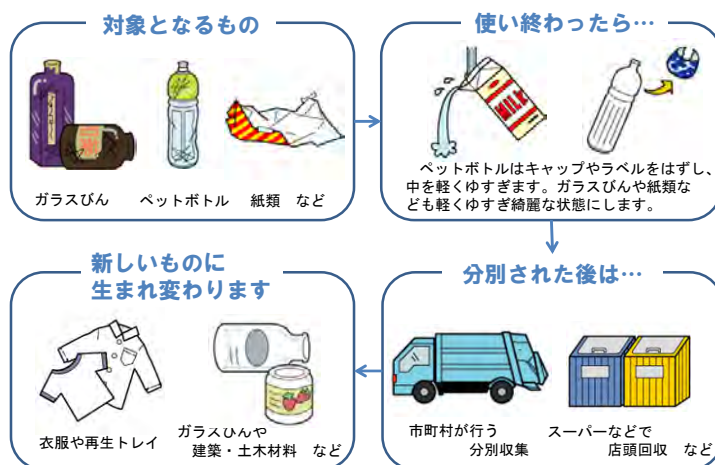 対象となるもの
ガラスびん
ペットボトル
紙類 など
使い終わったら…
MILK
ペットボトルはキャップやラベルをはずし、
中を軽くゆすぎます。ガラスびんや紙類な
ども軽くゆすぎ綺麗な状態にします。
分別された後は…
市町村が行う
分別収集
スーパーなどで
店頭回収 など
新しいものに
生まれ変わります
衣服や再生トレイ
ガラスびんや
建築・土木材料 など